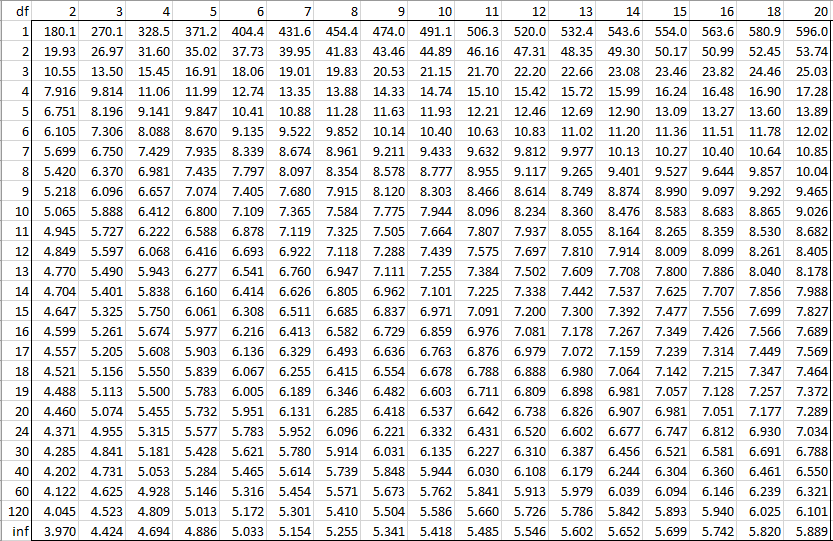 df 2 3 4 5 6 7 8 9 10 11 12 13 14 15 16 18 20
1 180.1 270.1 328.5 371.2 404.4 431.6 454.4 474.0 491.1 506.3 520.0 532.4 543.6 554.0 563.6 580.9 596.0
2 19.93 26.97 31.60 35.02 37.73 39.95 41.83 43.46 44.89 46.16 47.31 48.35 49.30 50.17 50.99 52.45 53.74
3 10.55 13.50 15.45 16.91 18.06 19.01 19.83 20.53 21.15 21.70 22.20 22.66 23.08 23.46 23.82 24.46 25.03
4 7.916 9.814 11.06 11.99 12.74 13.35 13.88 14.33 14.74 15.10 15.42 15.72 15.99 16.24 16.48 16.90 17.28
5 6.751 8.196 9.141 9.847 10.41 10.88 11.28 11.63 11.93 12.21 12.46 12.69 12.90 13.09 13.27 13.60 13.89
6 6.105 7.306 8.088 8.670 9.135 9.522 9.852 10.14 10.40 10.63 10.83 11.02 11.20 11.36 11.51 11.78 12.02
7 5.699 6.750 7.429 7.935 8.339 8.674 8.961 9.211 9.433 9.632 9.812 9.977 10.13 10.27 10.40 10.64 10.85
8 5.420 6.370 6.981 7.435 7.797 8.097 8.354 8.578 8.777 8.955 9.117 9.265 9.401 9.527 9.644 9.857 10.04
9 5.218 6.096 6.657 7.074 7.405 7.680 7.915 8.120 8.303 8.466 8.614 8.749 8.874 8.990 9.097 9.292 9.465
10 5.065 5.888 6.412 6.800 7.109 7.365 7.584 7.775 7.944 8.096 8.234 8.360 8.476 8.583 8.683 8.865 9.026
11 4.945 5.727 6.222 6.588 6.878 7.119 7.325 7.505 7.664 7.807 7.937 8.055 8.164 8.265 8.359 8.530 8.682
12 4.849 5.597 6.068 6.416 6.693 6.922 7.118 7.288 7.439 7.575 7.697 7.810 7.914 8.009 8.099 8.261 8.405
13 4.770 5.490 5.943 6.277 6.541 6.760 6.947 7.111 7.255 7.384 7.502 7.609 7.708 7.800 7.886 8.040 8.178
14 4.704 5.401 5.838 6.160 6.414 6.626 6.805 6.962 7.101 7.225 7.338 7.442 7.537 7.625 7.707 7.856 7.988
15 4.647 5.325 5.750 6.061 6.308 6.511 6.685 6.837 6.971 7.091 7.200 7.300 7.392 7.477 7.556 7.699 7.827
16 4.599 5.261 5.674 5.977 6.216 6.413 6.582 6.729 6.859 6.976 7.081 7.178 7.267 7.349 7.426 7.566 7.689
17 4.557 5.205 5.608 5.903 6.136 6.329 6.493 6.636 6.763 6.876 6.979 7.072 7.159 7.239 7.314 7.449 7.569
18 4.521 5.156 5.550 5.839 6.067 6.255 6.415 6.554 6.678 6.788 6.888 6.980 7.064 7.142 7.215 7.347 7.464
19 4.488 5.113 5.500 5.783 6.005 6.189 6.346 6.482 6.603 6.711 6.809 6.898 6.981 7.057 7.128 7.257 7.372
20 4.460 5.074 5.455 5.732 5.951 6.131 6.285 6.418 6.537 6.642 6.738 6.826 6.907 6.981 7.051 7.177 7.289
24 4.371 4.955 5.315 5.577 5.783 5.952 6.096 6.221 6.332 6.431 6.520 6.602 6.677 6.747 6.812 6.930 7.034
30 4.285 4.841 5.181 5.428 5.621 5.780 5.914 6.031 6.135 6.227 6.310 6.387 6.456 6.521 6.581 6.691 6.788
40 4.202 4.731 5.053 5.284 5.465 5.614 5.739 5.848 5.944 6.030 6.108 6.179 6.244 6.304 6.360 6.461 6.550
60 4.122 4.625 4.928 5.146 5.316 5.454 5.571 5.673 5.762 5.841 5.913 5.979 6.039 6.094 6.146 6.239 6.321
120 4.045 4.523 4.809 5.013 5.172 5.301 5.410 5.504 5.586 5.660 5.726 5.786 5.842 5.893 5.940 6.025 6.101
inf 3.970 4.424 4.694 4.886 5.033 5.154 5.255 5.341 5.418 5.485 5.546 5.602 5.652 5.699 5.742 5.820 5.889